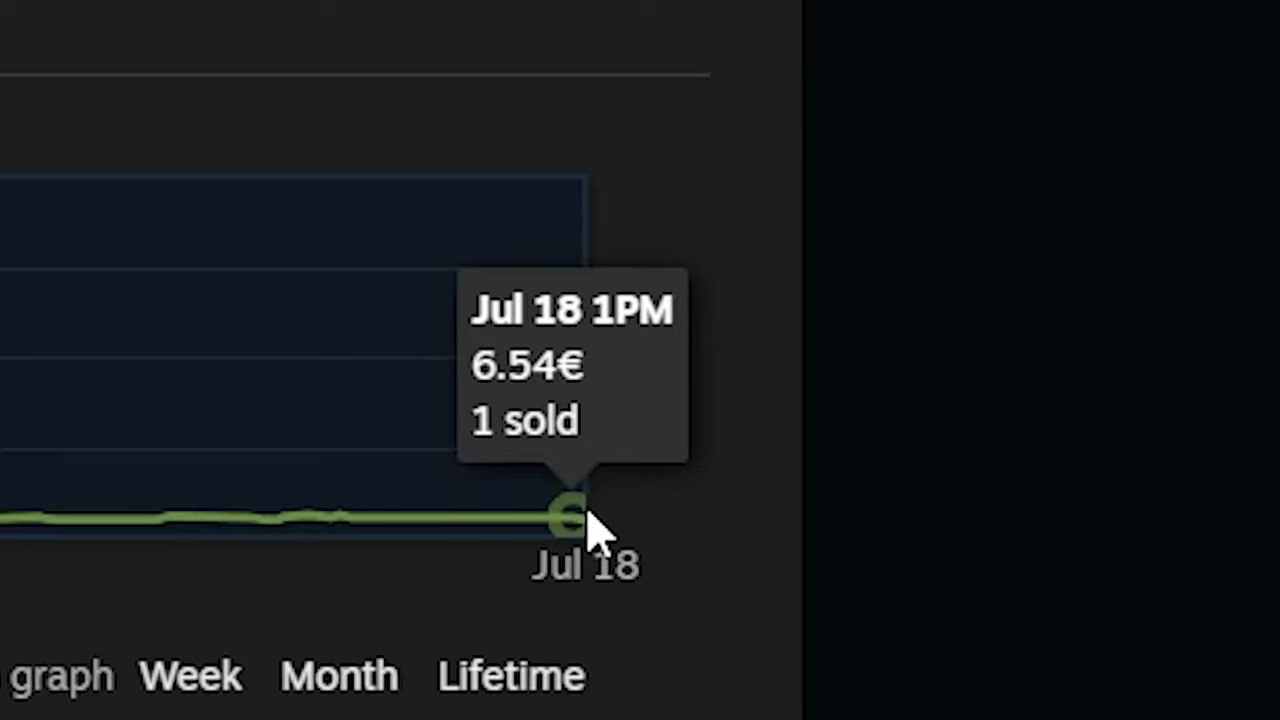 Jul 18 1PM
6.54€
1 sold
Jul 18
graph Week Month Lifetime